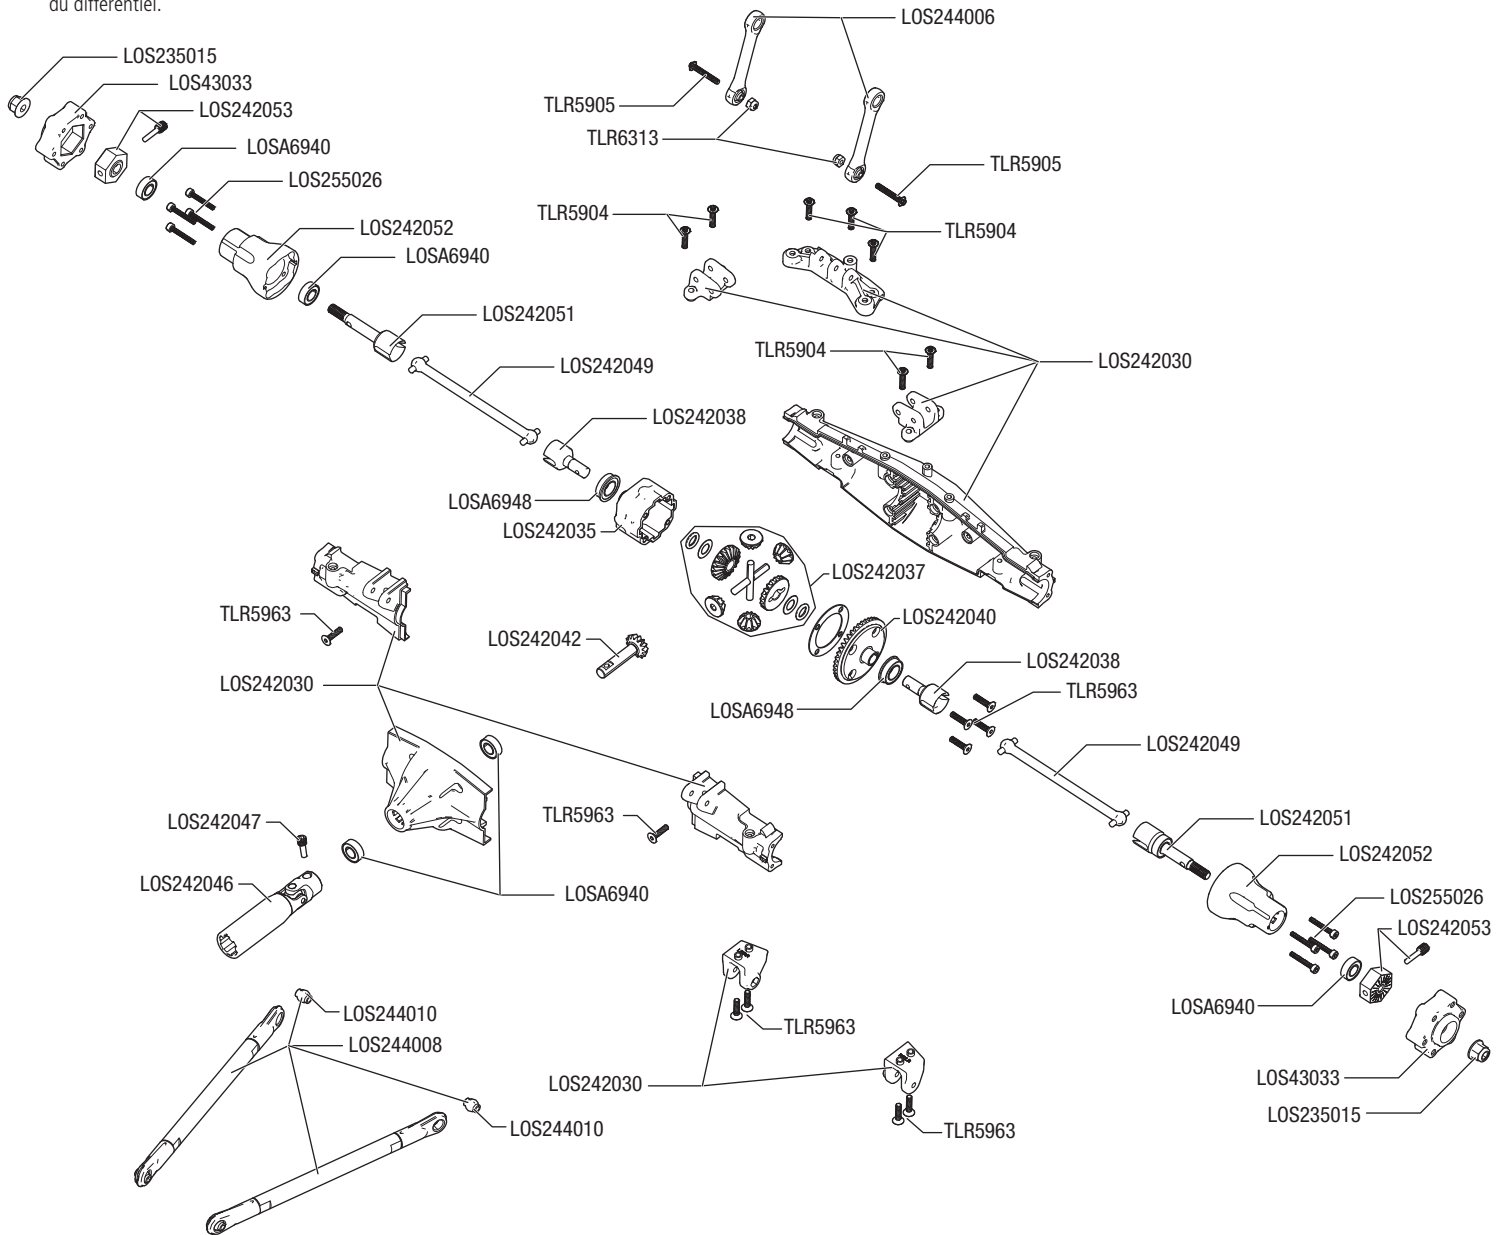 du différentiel.
LOS244006
LOS235015
LOS43033
TLR5905
LOS242053
TLR6313
LOSA6940
TLR5905
LOS255026
TLR5904
LOS242052
TLR5904
LOSA6940
LOS242051
TLR5904
LOS242030
LOS242049
LOS242038
LOSA6948
LOS242035
LOS242037
TLR5963
LOS242040
LOS242042
LOS242038
LOS242030
TLR5963
LOSA6948
LOS242049
LOS242047
TLR5963
LOS242051
LOS242052
LOS242046
LOSA6940
LOS255026
LOS242053
LOSA6940
LOS244010
TLR5963
LOS244008
LOS43033
LOS242030
LOS235015
LOS244010
TLR5963